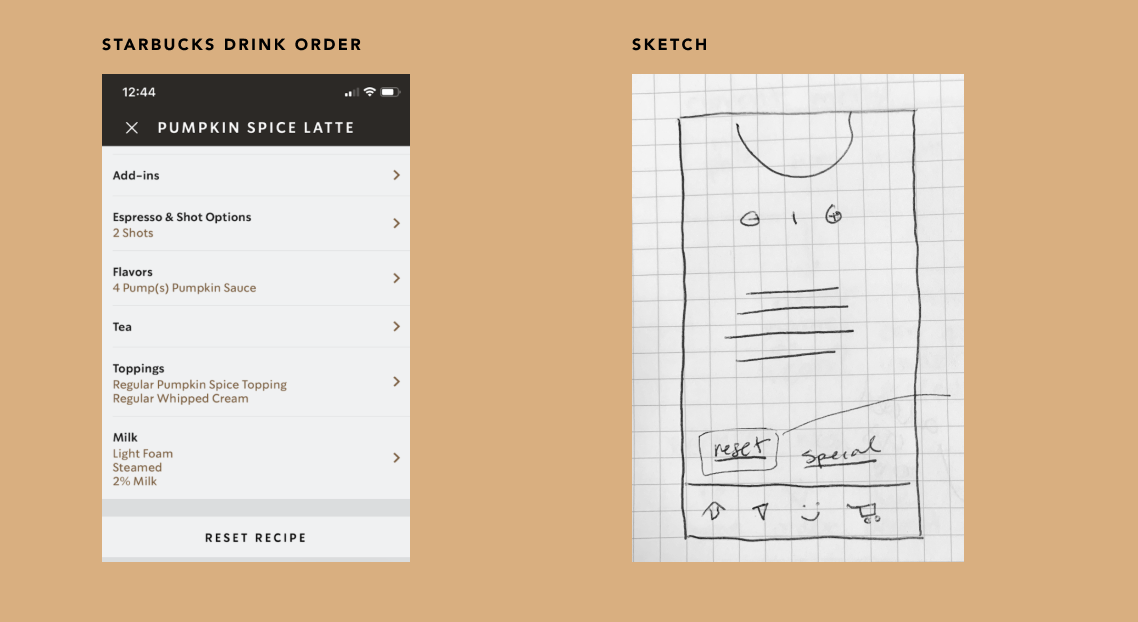 STARBUCKS DRINK ORDER
SKETCH
12:44
PUMPKIN SPICE LATTE
Add-ins
Espresso & Shot Options
2 Shots
Flavors
4 Pump(s) Pumpkin Sauce
Tea
Toppings
Regular Pumpkin Spice Topping
Regular Whipped Cream
Milk
Light Foam
Steamed
2% Milk
RESET RECIPE
1
reset
special